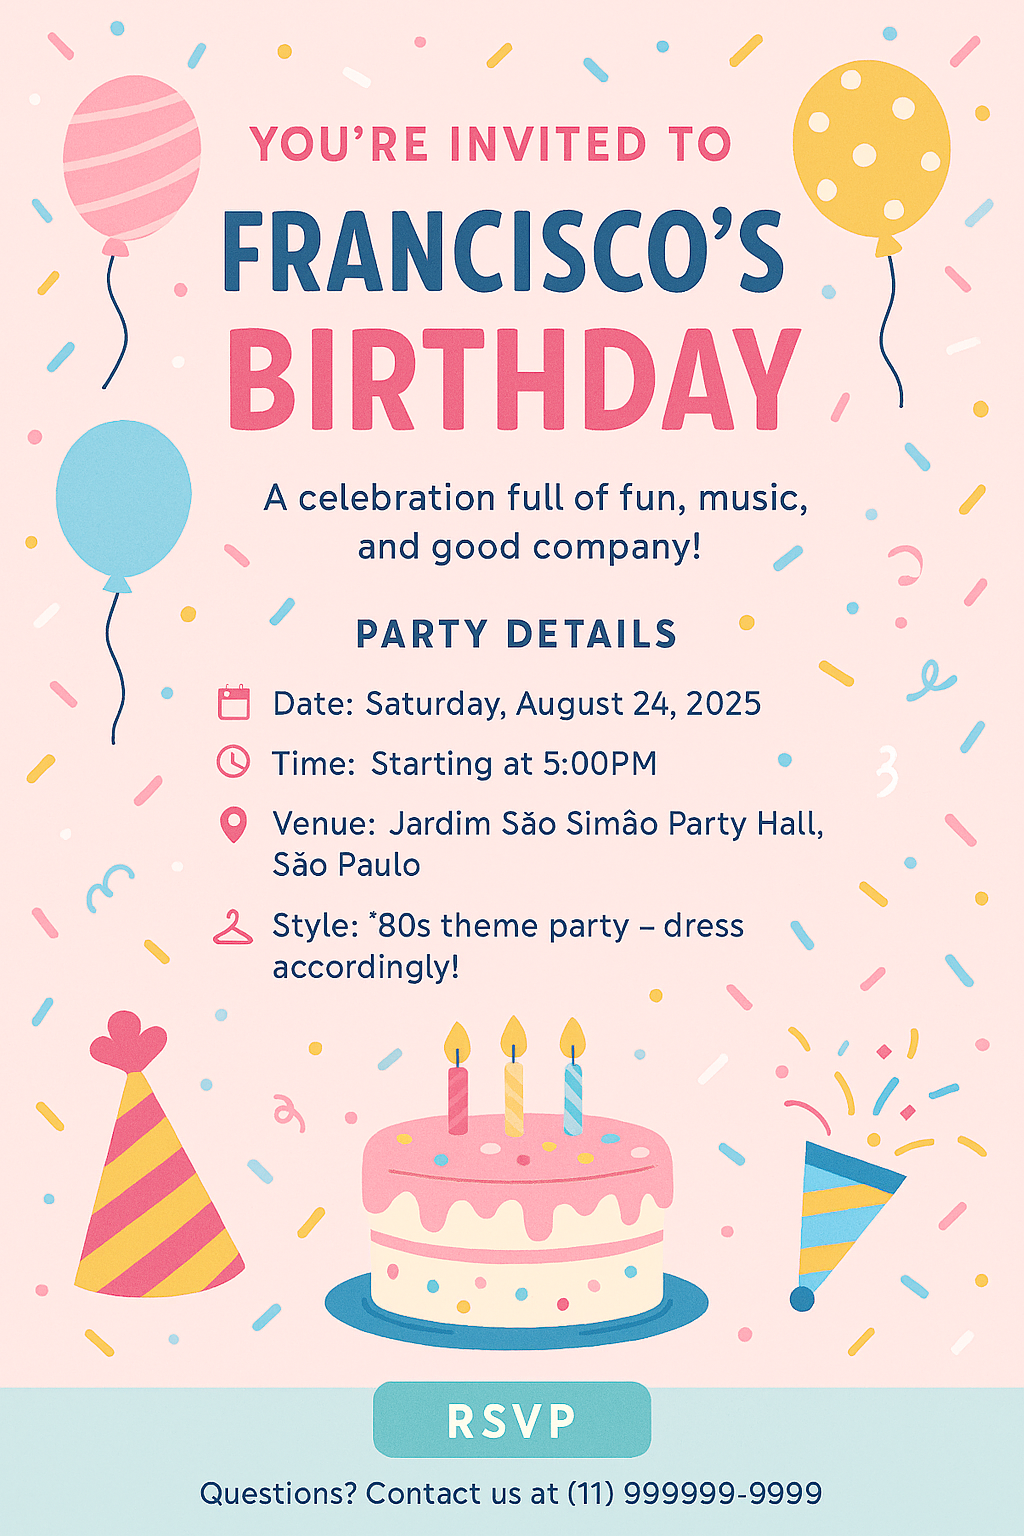 YOU’RE INVITED TO
FRANCISCO’S
BIRTHDAY
A celebration full of fun, music,
and good company!
PARTY DETAILS
Date: Saturday, August 24, 2025
Time: Starting at 5:00PM
Venue: Jardim Sǎo Simâo Party Hall,
Sǎo Paulo
Style: *80s theme party – dress
accordingly!
RSVP
Questions? Contact us at (11) 999999-9999